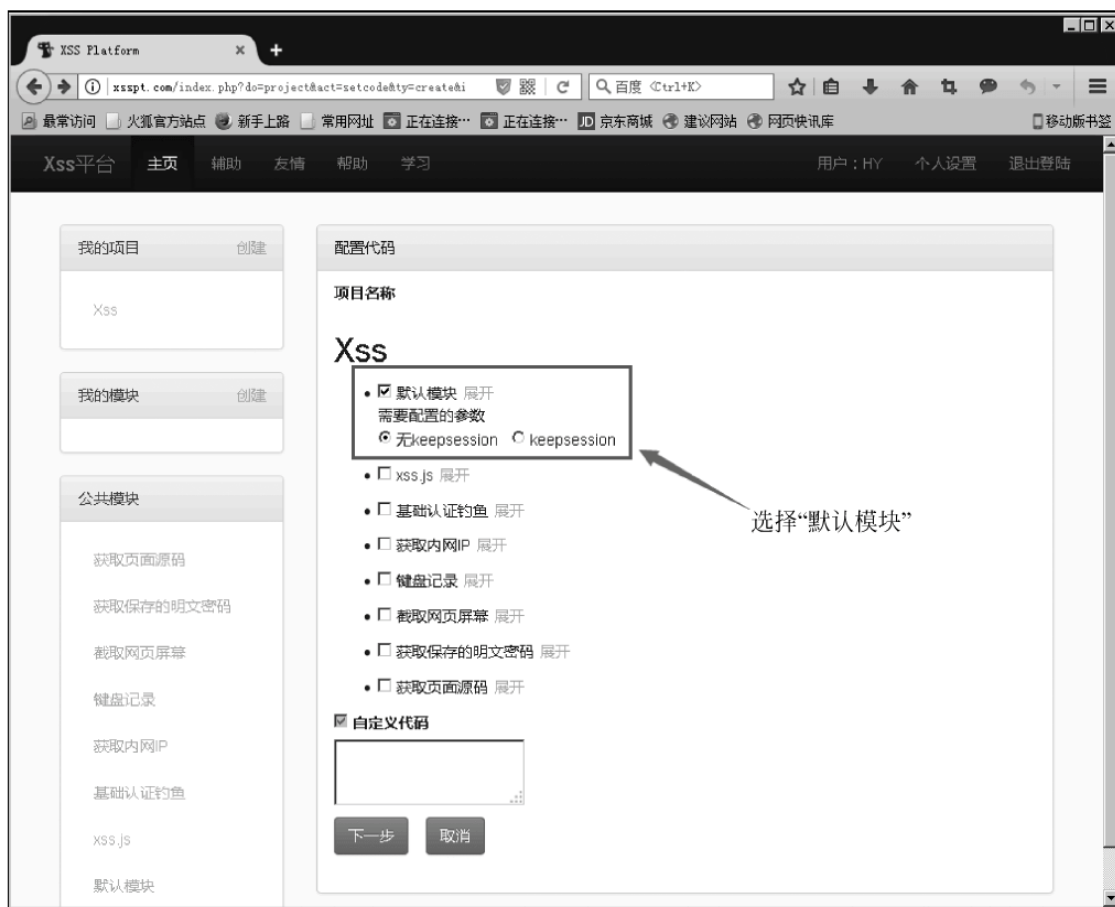 XSS Platform
xsspt.com/index.php?do=project&act=setcode&ty=create&i
百度 <Ctrl+K>
最常访问 火狐官方站点 新手上路 常用网址 正在连接… 正在连接… JD 京东商城 建议网站 网页快讯库 移动版书签
Xss平台 主页 辅助 友情 帮助 学习 用户：HY 个人设置 退出登陆
我的项目 创建
Xss
我的模块 创建
公共模块
获取页面源码
获取保存的明文密码
截取网页屏幕
键盘记录
获取内网IP
基础认证钓鱼
xss.js
默认模块
配置代码
项目名称
Xss
默认模块 展开
需要配置的参数
无keepsession keepsession
xss.js 展开
基础认证钓鱼 展开
获取内网IP 展开
键盘记录 展开
截取网页屏幕 展开
获取保存的明文密码 展开
获取页面源码 展开
自定义代码
下一步 取消
选择“默认模块”